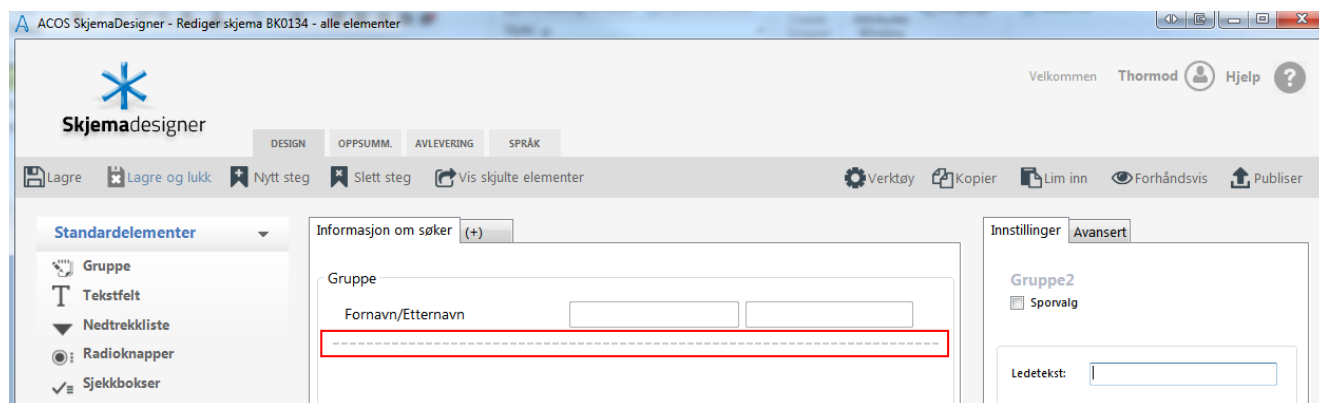 ACOS SkjemaDesigner - Rediger skjema BK0134 - alle elementer
Velkommen Thormod Hjelp ?
Skjemadesigner
DESIGN OPPSUMM. AVLEVERING SPRÅK
Lagre Lagre og lukk Nytt steg Slett steg Vis skjulte elementer Verktøy Kopier Lim inn Forhåndsvis Publiser
Standardelementer
Gruppe
Tekstfelt
Nedtrekkliste
Radioknapper
Sjekkbokser
Informasjon om søker (+)
Gruppe
Fornavn/Etternavn
Innstillinger Avansert
Gruppe2
Sporvalg
Ledetekst: